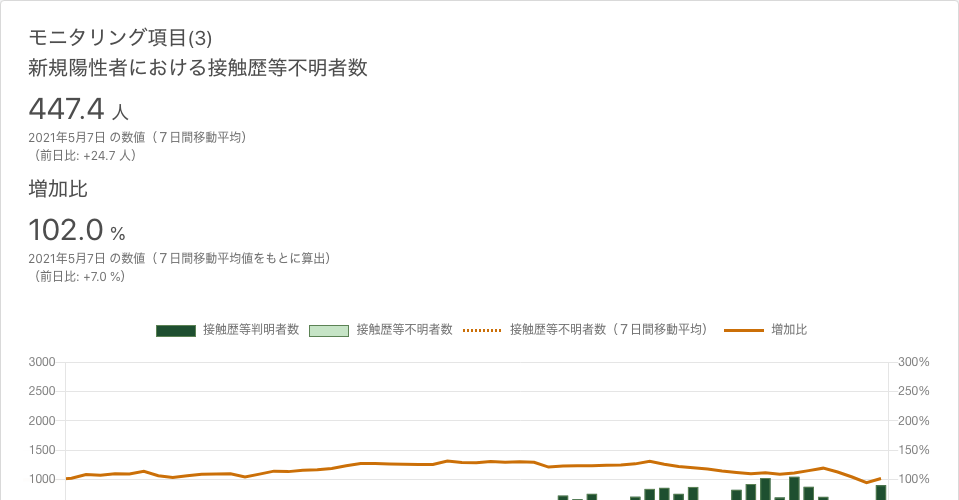 モニタリング項目(3)
新規陽性者における接触歴等不明者数
447.4 人
2021年5月7日 の数値（７日間移動平均）
（前日比: +24.7 人）
増加比
102.0 %
2021年5月7日 の数値（７日間移動平均値をもとに算出）
（前日比: +7.0 %）
接触歴等判明者数 接触歴等不明者数 接触歴等不明者数（７日間移動平均） 増加比
3000 300%
2500 250%
2000 200%
1500 150%
1000 100%